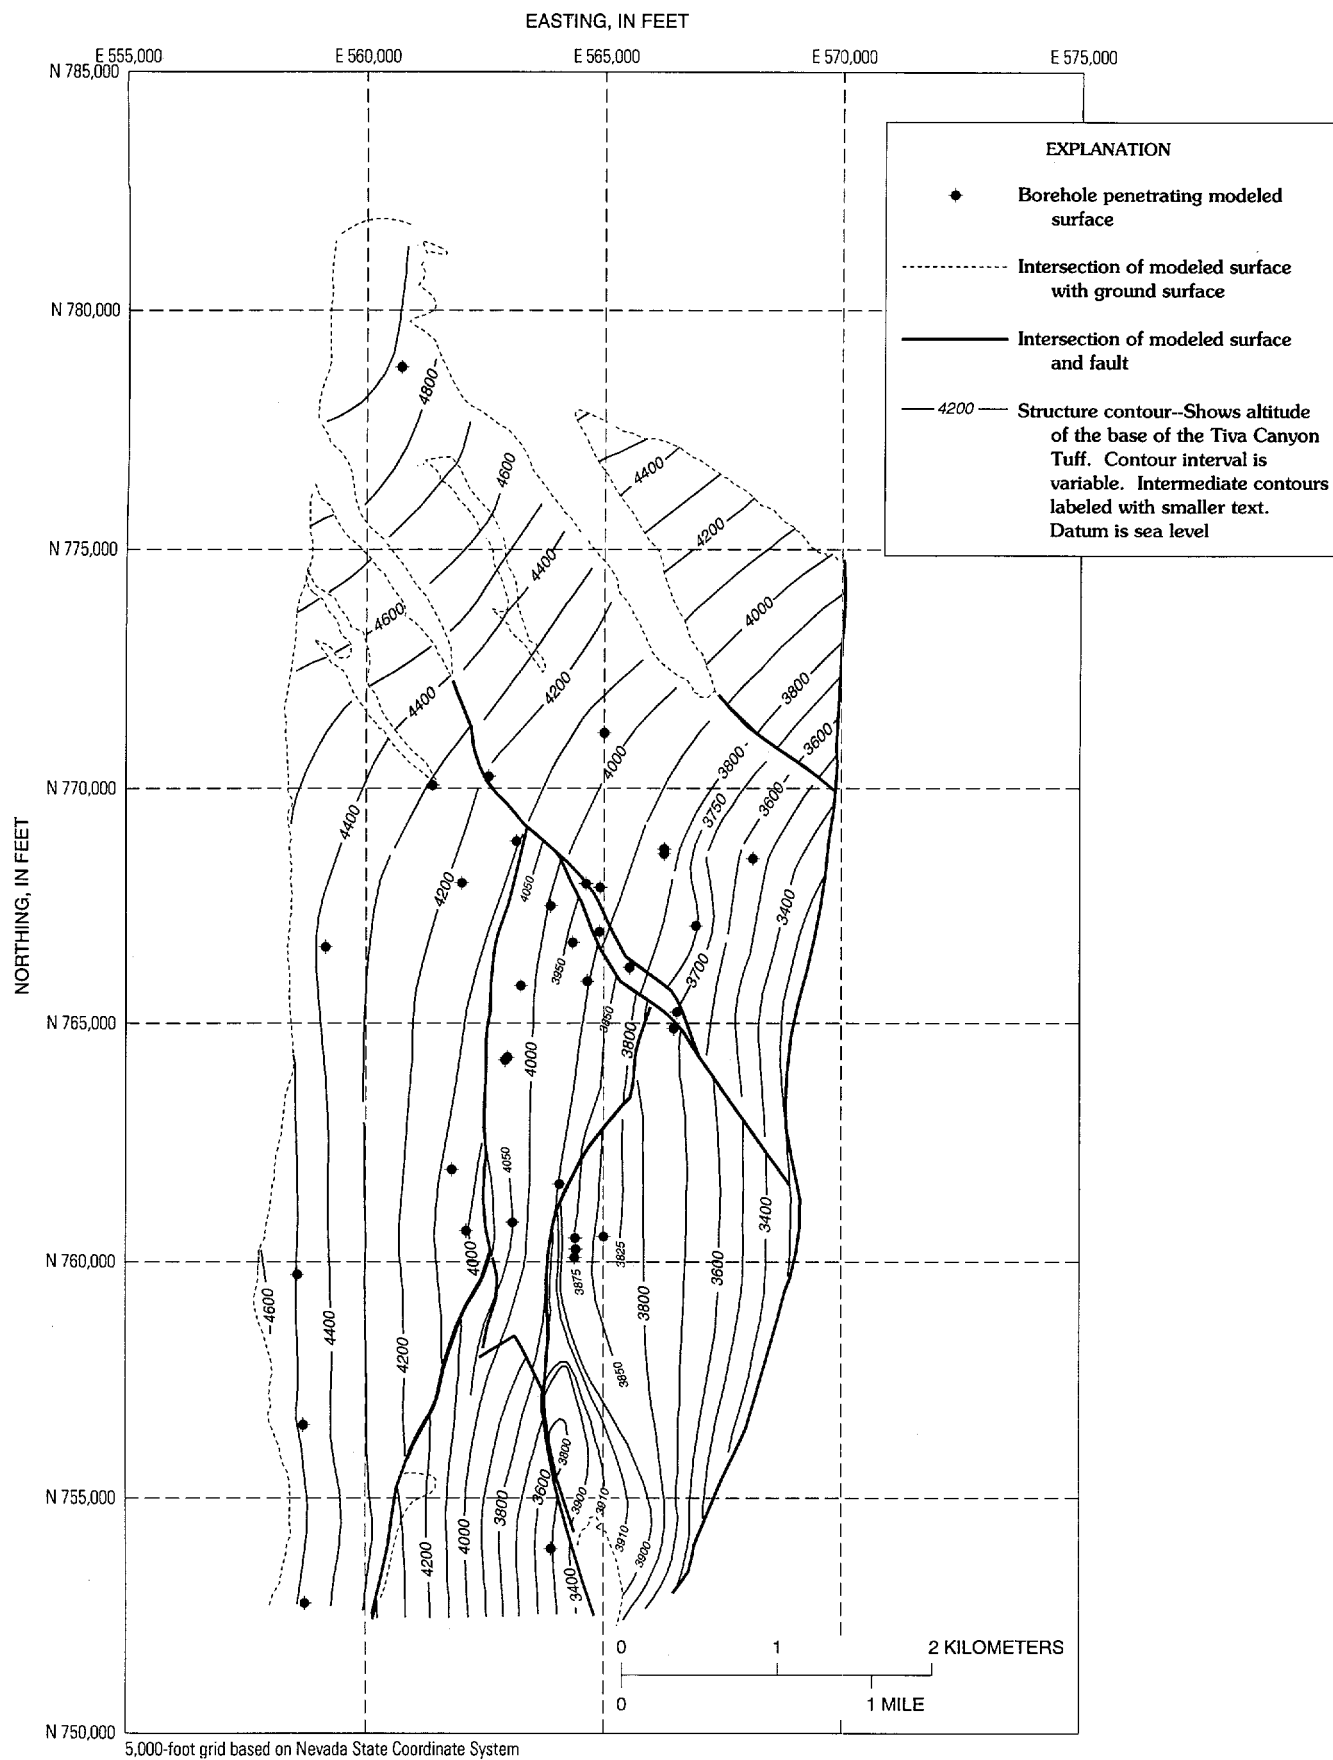 EASTING, IN FEET
E 555,000
E 560,000
E 565,000
E 570,000
E 575,000
N 785,000
EXPLANATION
Borehole penetrating modeled
surface
Intersection of modeled surface
with ground surface
Intersection of modeled surface
and fault
4200
Structure contour--Shows altitude
of the base of the Tiva Canyon
Tuff. Contour interval is
variable. Intermediate contours
labeled with smaller text.
Datum is sea level
N 780,000
4800
4600
4400
4200
N 775,000
4400
4600
4000
4200
4400
3800
4000
3800
3600
N 770,000
4400
3750
3600
4200
4050
3400
NORTHING, IN FEET
3950
3700
N 765,000
3850
3800
4000
4050
3400
N 760,000
4000
3825
3875
3600
4600
4400
3800
4200
3850
3800
N 755,000
3600
3900
3910
3800
4000
4200
3910
3900
3400
0
1
2 KILOMETERS
0
1 MILE
N 750,000
5,000-foot grid based on Nevada State Coordinate System